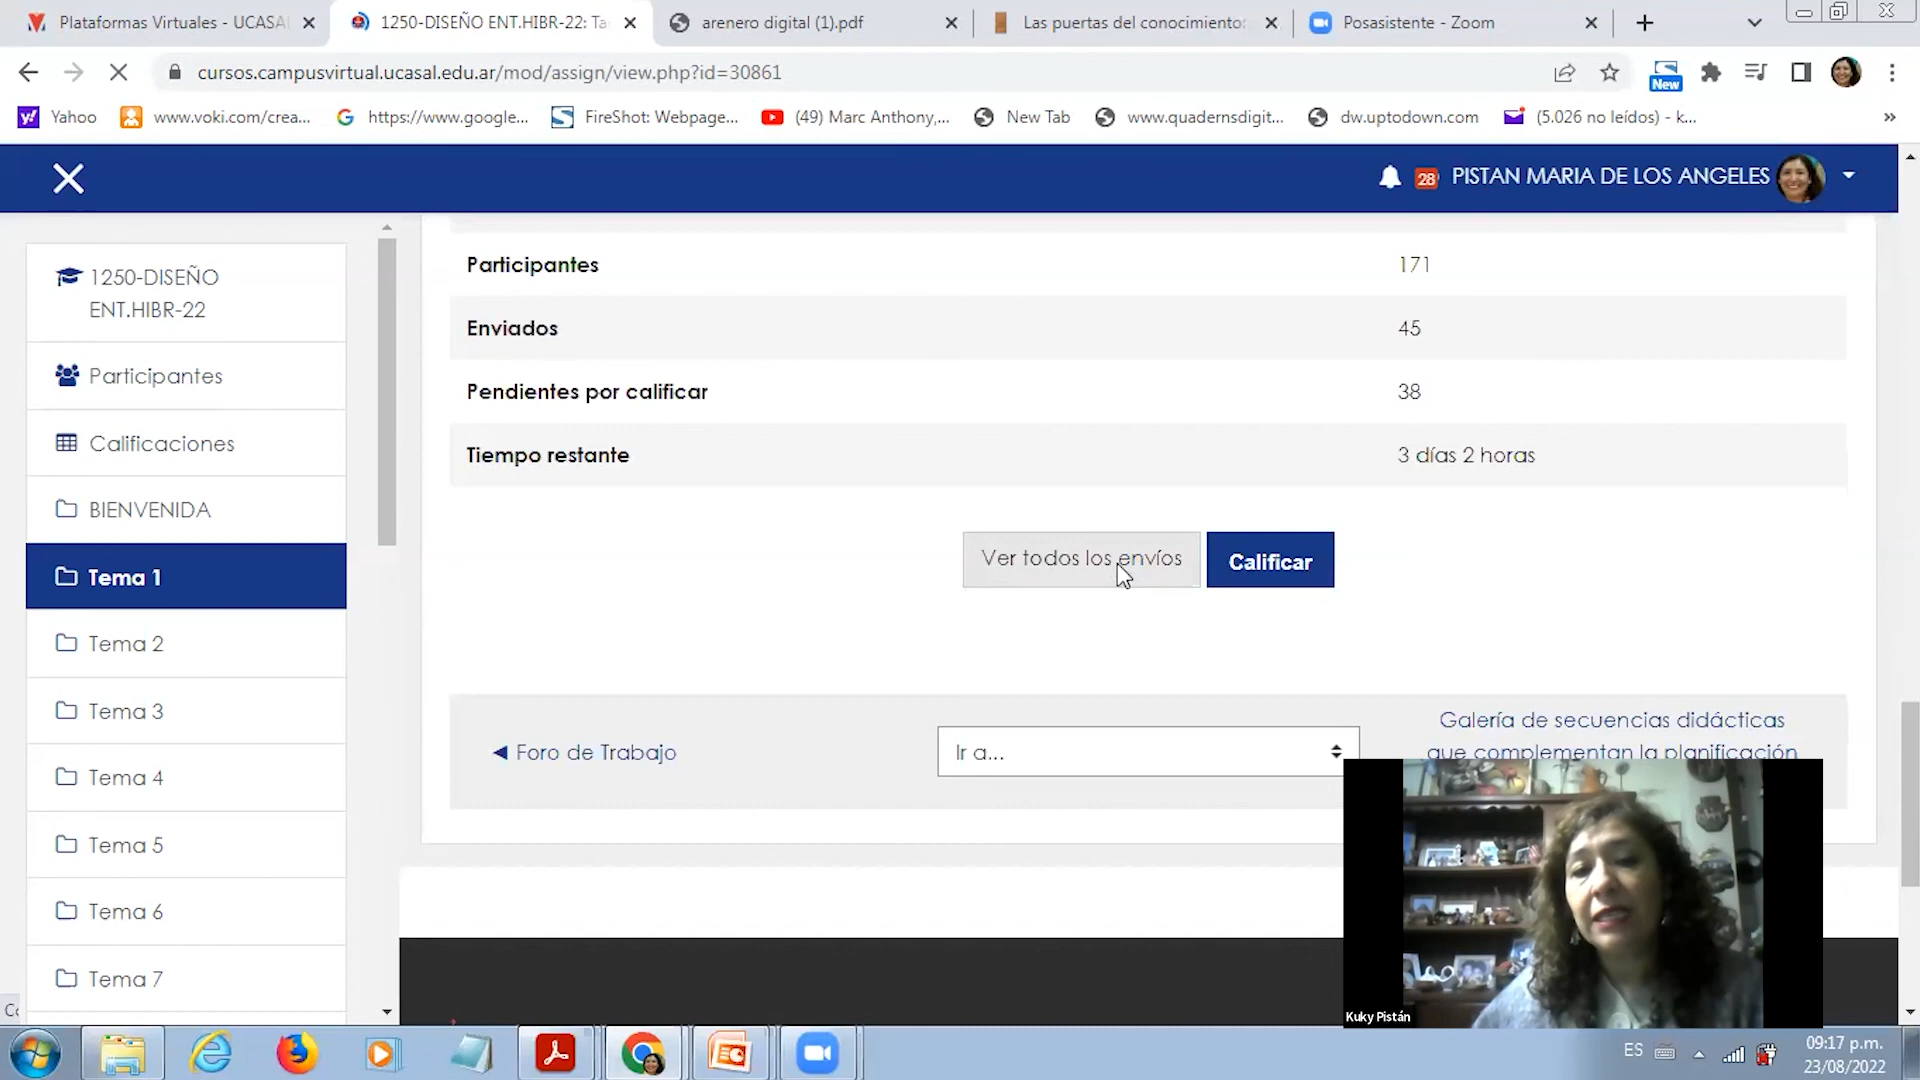 Plataformas Virtuales - UCASAL
1250-DISEÑO ENT.HIBR-22: Ta
arenero digital (1).pdf
Las puertas del conocimiento
Posasistente - Zoom
cursos.campusvirtual.ucasal.edu.ar/mod/assign/view.php?id=30861
New
Yahoo
www.voki.com/crea...
https://www.google...
FireShot: Webpage...
(49) Marc Anthony,...
New Tab
www.quadernsdigit...
dw.uptodown.com
(5.026 no leídos) - k...
28
PISTAN MARIA DE LOS ANGELES
1250-DISEÑO
ENT.HIBR-22
Participantes
Calificaciones
BIENVENIDA
Tema 1
Tema 2
Tema 3
Tema 4
Tema 5
Tema 6
Tema 7
Participantes 171
Enviados 45
Pendientes por calificar 38
Tiempo restante 3 días 2 horas
Ver todos los envíos
Calificar
◄ Foro de Trabajo
Ir a...
Galería de secuencias didácticas
que complementan la planificación
Kuky Pistán
ES
09:17 p.m.
23/08/2022